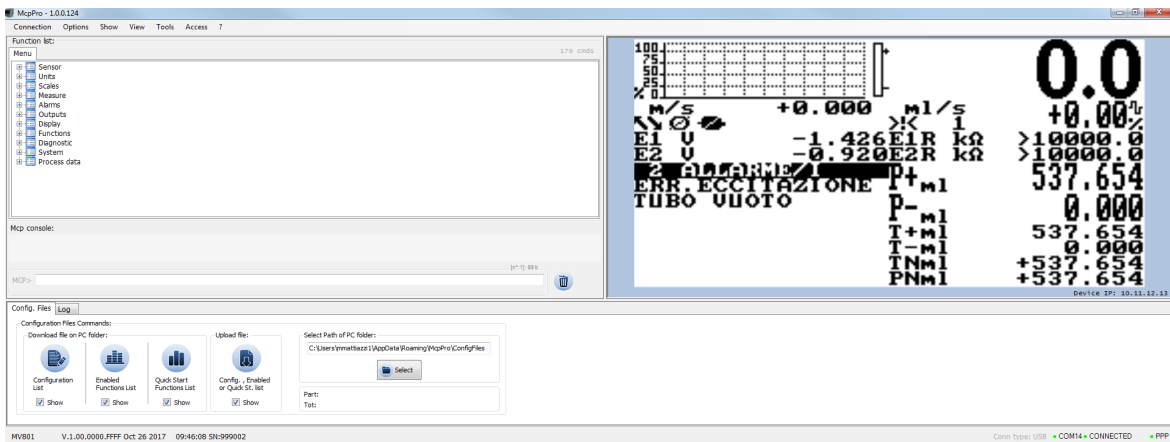 McpPro - 1.0.0.124
Connection Options Show View Tools Access ?
Function list:
Menu
179 cmds
Sensor
Units
Scales
Measure
Alarms
Outputs
Display
Functions
Diagnostic
System
Process data
Mcp console:
[n° 1]: 89 b
MCP>
100
75
50
25
% 0
+
-
0.0
m/s +0.000 ml/s +0.00%
>!< 1
E1 V -1.426 E1R kΩ >10000.0
E2 V -0.920 E2R kΩ >10000.0
2 ALLARME/I
ERR.ECCITAZIONE
TUBO VUOTO
P+ml 537.654
P-ml 0.000
T+ml 537.654
T-ml 0.000
TNml +537.654
PNml +537.654
Device IP: 10.11.12.13
Config. Files Log
Configuration Files Commands:
Download file on PC folder:
Configuration List
Show
Enabled Functions List
Show
Quick Start Functions List
Show
Upload file:
Config. , Enabled or Quick St. list
Show
Select Path of PC folder:
C:\Users\mmattiazzi1\AppData\Roaming\McpPro\ConfigFiles
Select
Part:
Tot:
MV801 V.1.00.0000.FFFF Oct 26 2017 09:46:08 SN:999002
Conn type: USB COM14 CONNECTED PPP